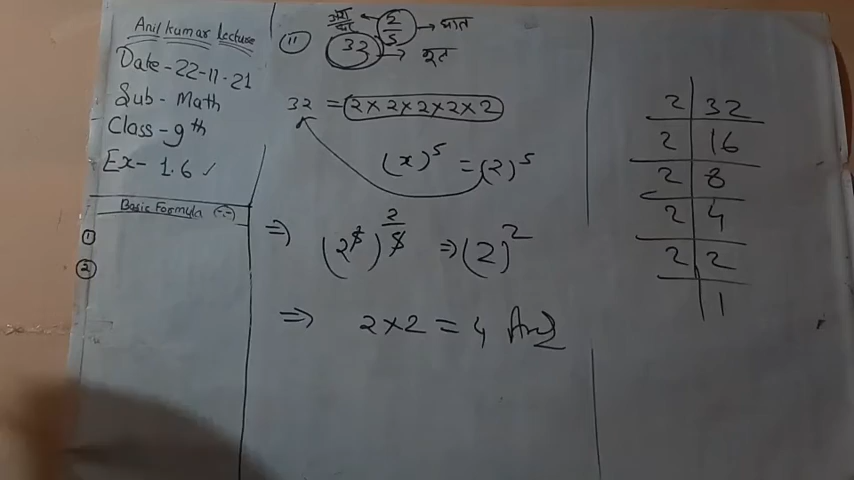 Anil kumar Lecture
Date-22-11-21
Sub - Math
Class-9th
Ex- 1.6 ✓
Basic Formula
①
②
(ii) 32^(2/5)
घात
32 = 2×2×2×2×2
(x)^5 = (2)^5
⇒ (2^5)^(2/5) ⇒ (2)^2
⇒ 2×2 = 4 Ans
2 | 32
2 | 16
2 | 8
2 | 4
2 | 2
| 1